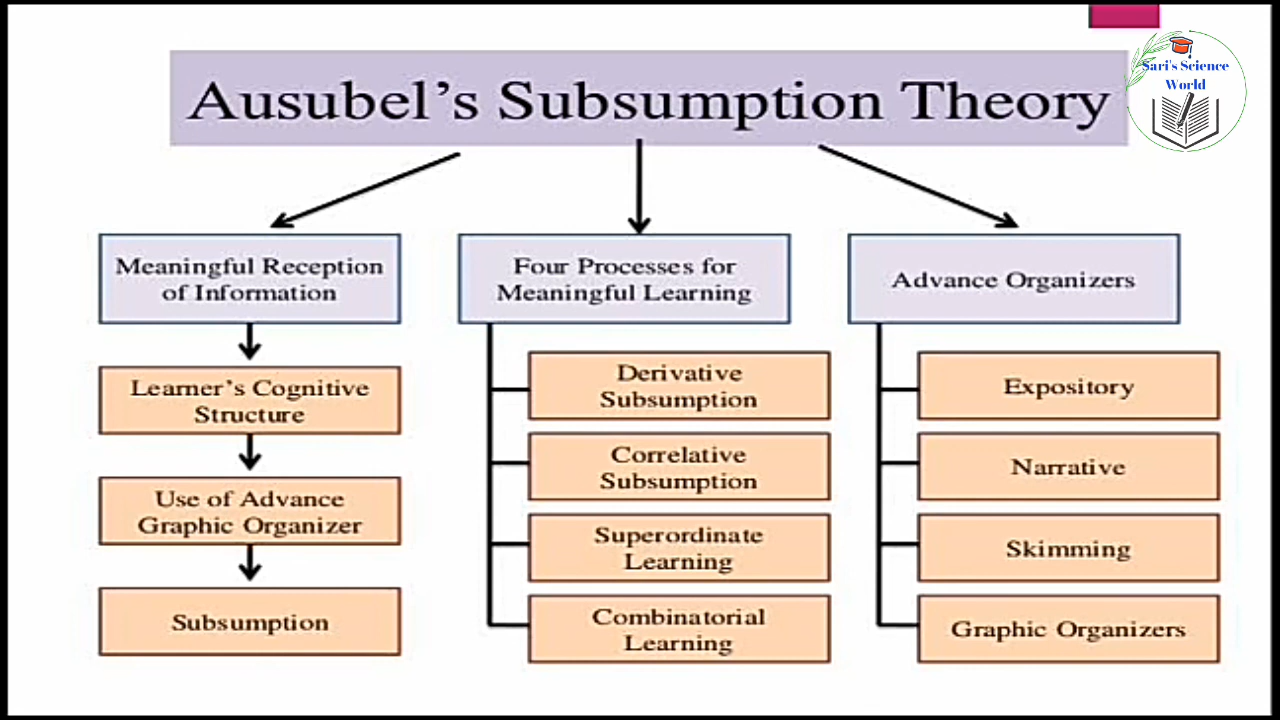 Ausubel's Subsumption Theory
Sari's Science
World
Meaningful Reception
of Information
Learner's Cognitive
Structure
Use of Advance
Graphic Organizer
Subsumption
Four Processes for
Meaningful Learning
Derivative
Subsumption
Correlative
Subsumption
Superordinate
Learning
Combinatorial
Learning
Advance Organizers
Expository
Narrative
Skimming
Graphic Organizers